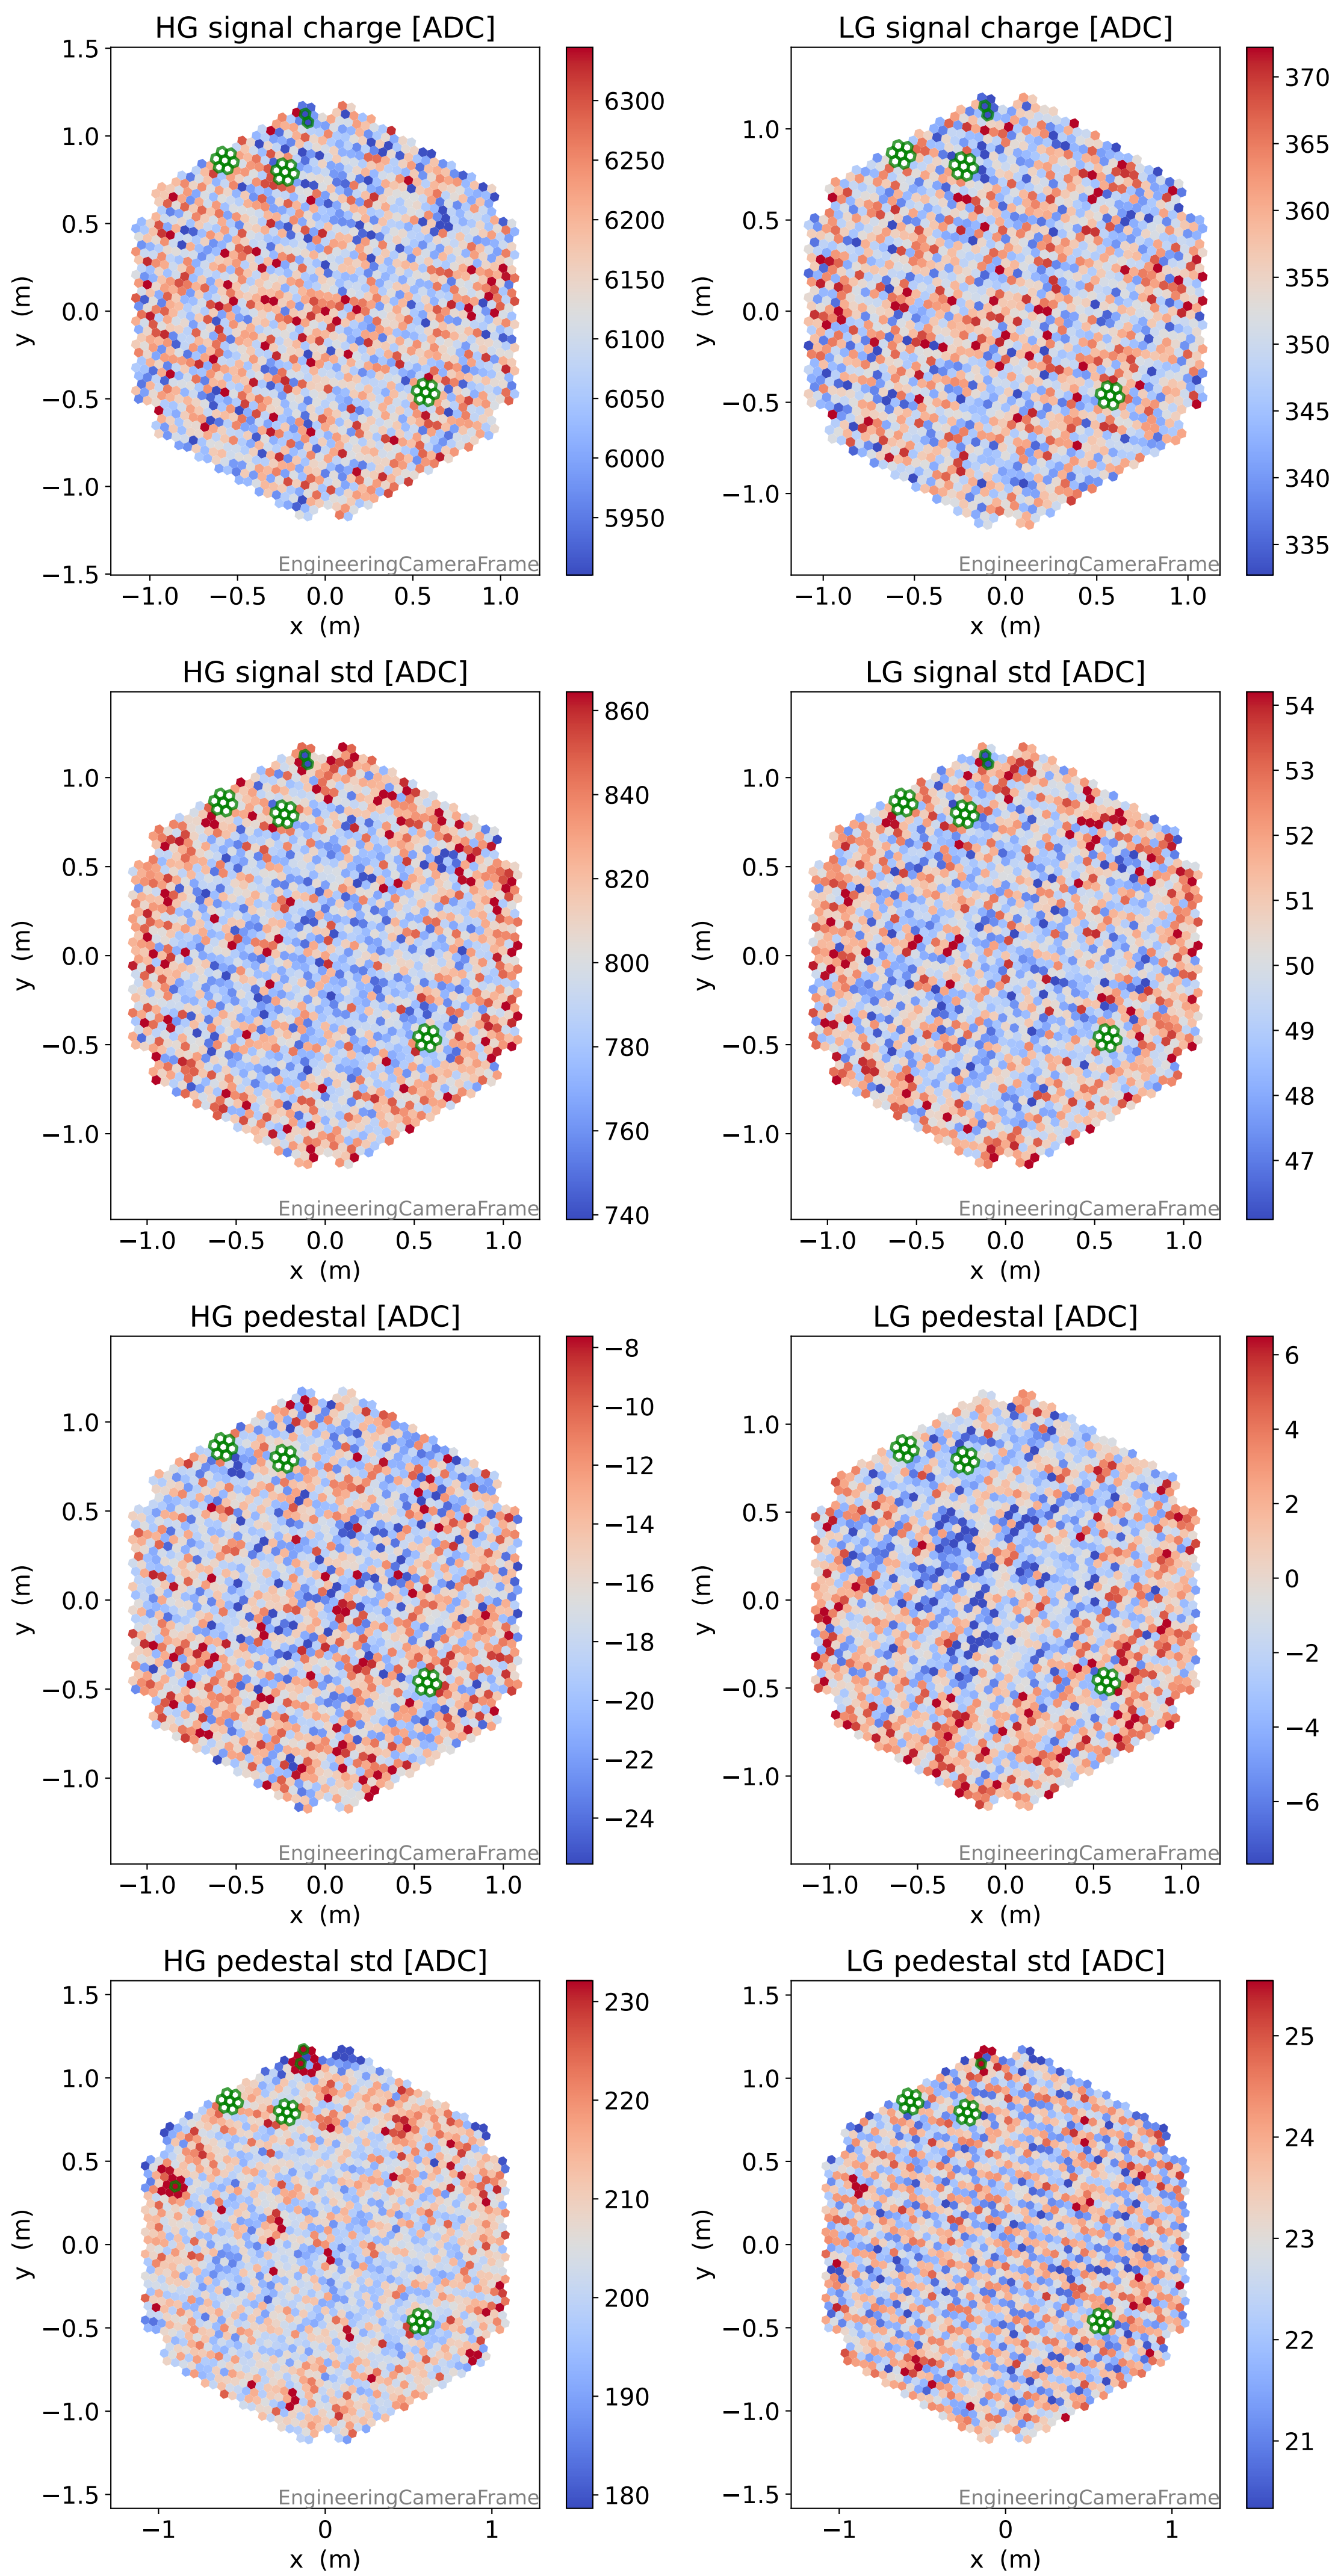 HG signal charge [ADC]
1.5
1.0
0.5
0.0
−0.5
−1.0
−1.5
y (m)
−1.0 −0.5 0.0 0.5 1.0
x (m)
EngineeringCameraFrame
6300
6250
6200
6150
6100
6050
6000
5950
LG signal charge [ADC]
1.0
0.5
0.0
−0.5
−1.0
y (m)
−1.0 −0.5 0.0 0.5 1.0
x (m)
EngineeringCameraFrame
370
365
360
355
350
345
340
335
HG signal std [ADC]
1.0
0.5
0.0
−0.5
−1.0
y (m)
−1.0 −0.5 0.0 0.5 1.0
x (m)
EngineeringCameraFrame
860
840
820
800
780
760
740
LG signal std [ADC]
1.0
0.5
0.0
−0.5
−1.0
y (m)
−1.0 −0.5 0.0 0.5 1.0
x (m)
EngineeringCameraFrame
54
53
52
51
50
49
48
47
HG pedestal [ADC]
1.0
0.5
0.0
−0.5
−1.0
y (m)
−1.0 −0.5 0.0 0.5 1.0
x (m)
EngineeringCameraFrame
−8
−10
−12
−14
−16
−18
−20
−22
−24
LG pedestal [ADC]
1.0
0.5
0.0
−0.5
−1.0
y (m)
−1.0 −0.5 0.0 0.5 1.0
x (m)
EngineeringCameraFrame
6
4
2
0
−2
−4
−6
HG pedestal std [ADC]
1.5
1.0
0.5
0.0
−0.5
−1.0
−1.5
y (m)
−1 0 1
x (m)
EngineeringCameraFrame
230
220
210
200
190
180
LG pedestal std [ADC]
1.5
1.0
0.5
0.0
−0.5
−1.0
−1.5
y (m)
−1 0 1
x (m)
EngineeringCameraFrame
25
24
23
22
21